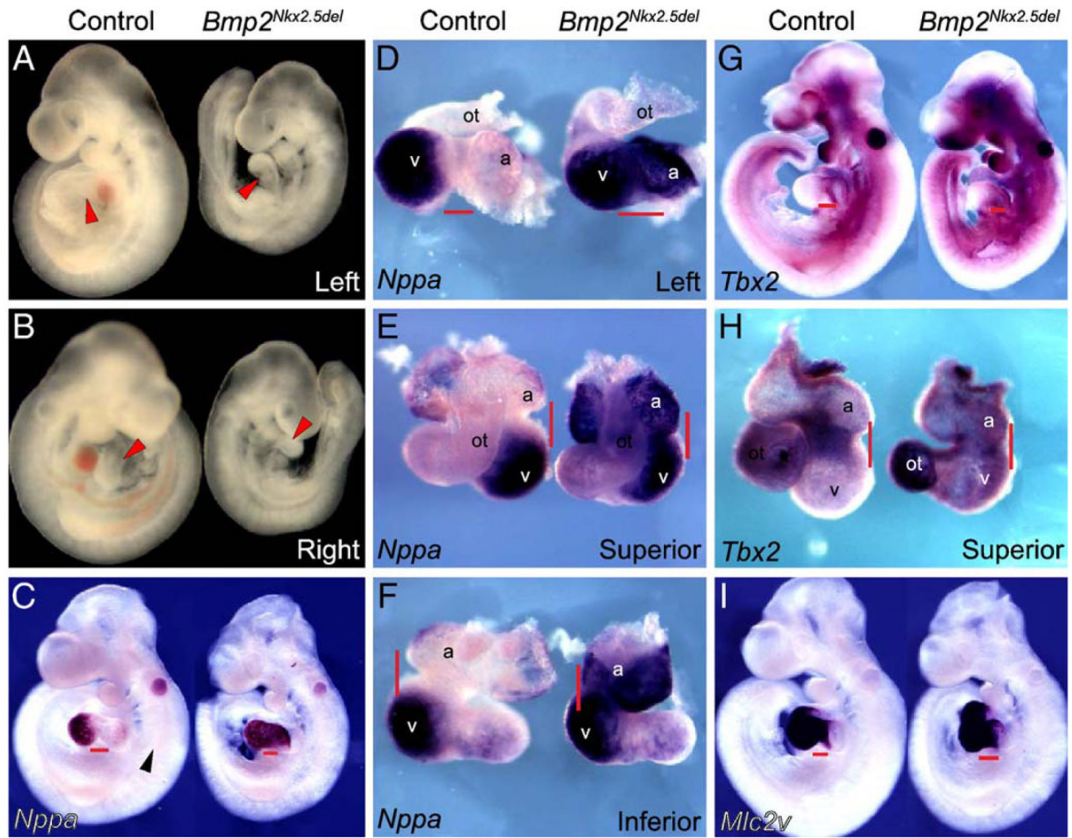 Control Bmp2Nkx2.5del Control Bmp2Nkx2.5del Control Bmp2Nkx2.5del
A
Left
D
ot ot
v a v a
Nppa Left
G
Tbx2
B
Right
E
a a
ot ot
v v
Nppa Superior
H
a a
ot ot
v v
Tbx2 Superior
C
Nppa
F
a a
v v
Nppa Inferior
I
Mlc2v